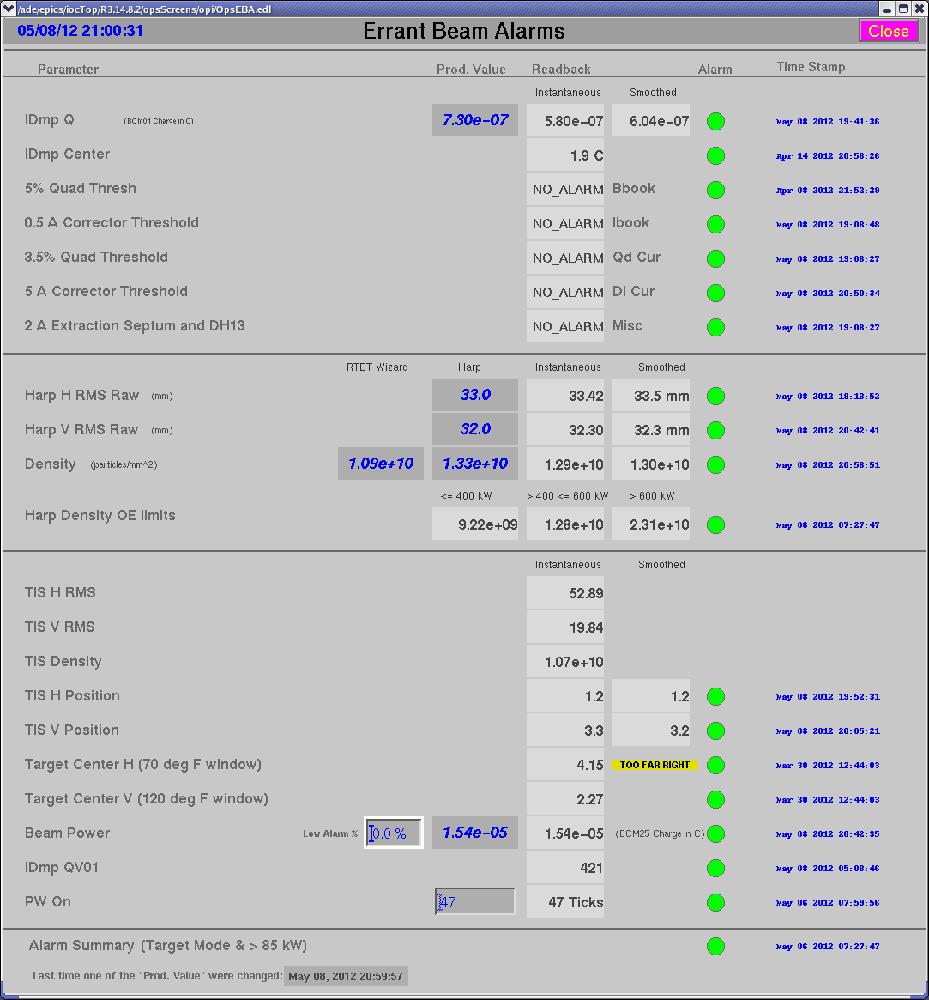 /ade/epics/iocTop/R3.14.8.2/opsScreens/opi/OpsEBA.edl
05/08/12 21:00:31 Errant Beam Alarms Close
Parameter Prod. Value Readback Alarm Time Stamp
Instantaneous Smoothed
IDmp Q (BCM01 Charge in C) 7.30e-07 5.80e-07 6.04e-07 May 08 2012 19:41:36
IDmp Center 1.9 C Apr 14 2012 20:58:26
5% Quad Thresh NO_ALARM Bbook Apr 08 2012 21:52:29
0.5 A Corrector Threshold NO_ALARM Ibook May 08 2012 19:08:48
3.5% Quad Threshold NO_ALARM Qd Cur May 08 2012 19:08:27
5 A Corrector Threshold NO_ALARM Di Cur May 08 2012 20:50:34
2 A Extraction Septum and DH13 NO_ALARM Misc May 08 2012 19:08:27
RTBT Wizard Harp Instantaneous Smoothed
Harp H RMS Raw (mm) 33.0 33.42 33.5 mm May 08 2012 18:13:52
Harp V RMS Raw (mm) 32.0 32.30 32.3 mm May 08 2012 20:42:41
Density (particles/mm^2) 1.09e+10 1.33e+10 1.29e+10 1.30e+10 May 08 2012 20:58:51
<= 400 kW > 400 <= 600 kW > 600 kW
Harp Density OE limits 9.22e+09 1.28e+10 2.31e+10 May 06 2012 07:27:47
Instantaneous Smoothed
TIS H RMS 52.89
TIS V RMS 19.84
TIS Density 1.07e+10
TIS H Position 1.2 1.2 May 08 2012 19:52:31
TIS V Position 3.3 3.2 May 08 2012 20:05:21
Target Center H (70 deg F window) 4.15 TOO FAR RIGHT Mar 30 2012 12:44:03
Target Center V (120 deg F window) 2.27 Mar 30 2012 12:44:03
Beam Power Low Alarm % 0.0 % 1.54e-05 1.54e-05 (BCM25 Charge in C) May 08 2012 20:42:35
IDmp QV01 421 May 08 2012 05:08:46
PW On 47 47 Ticks May 06 2012 07:59:56
Alarm Summary (Target Mode & > 85 kW) May 06 2012 07:27:47
Last time one of the "Prod. Value" were changed: May 08, 2012 20:59:57